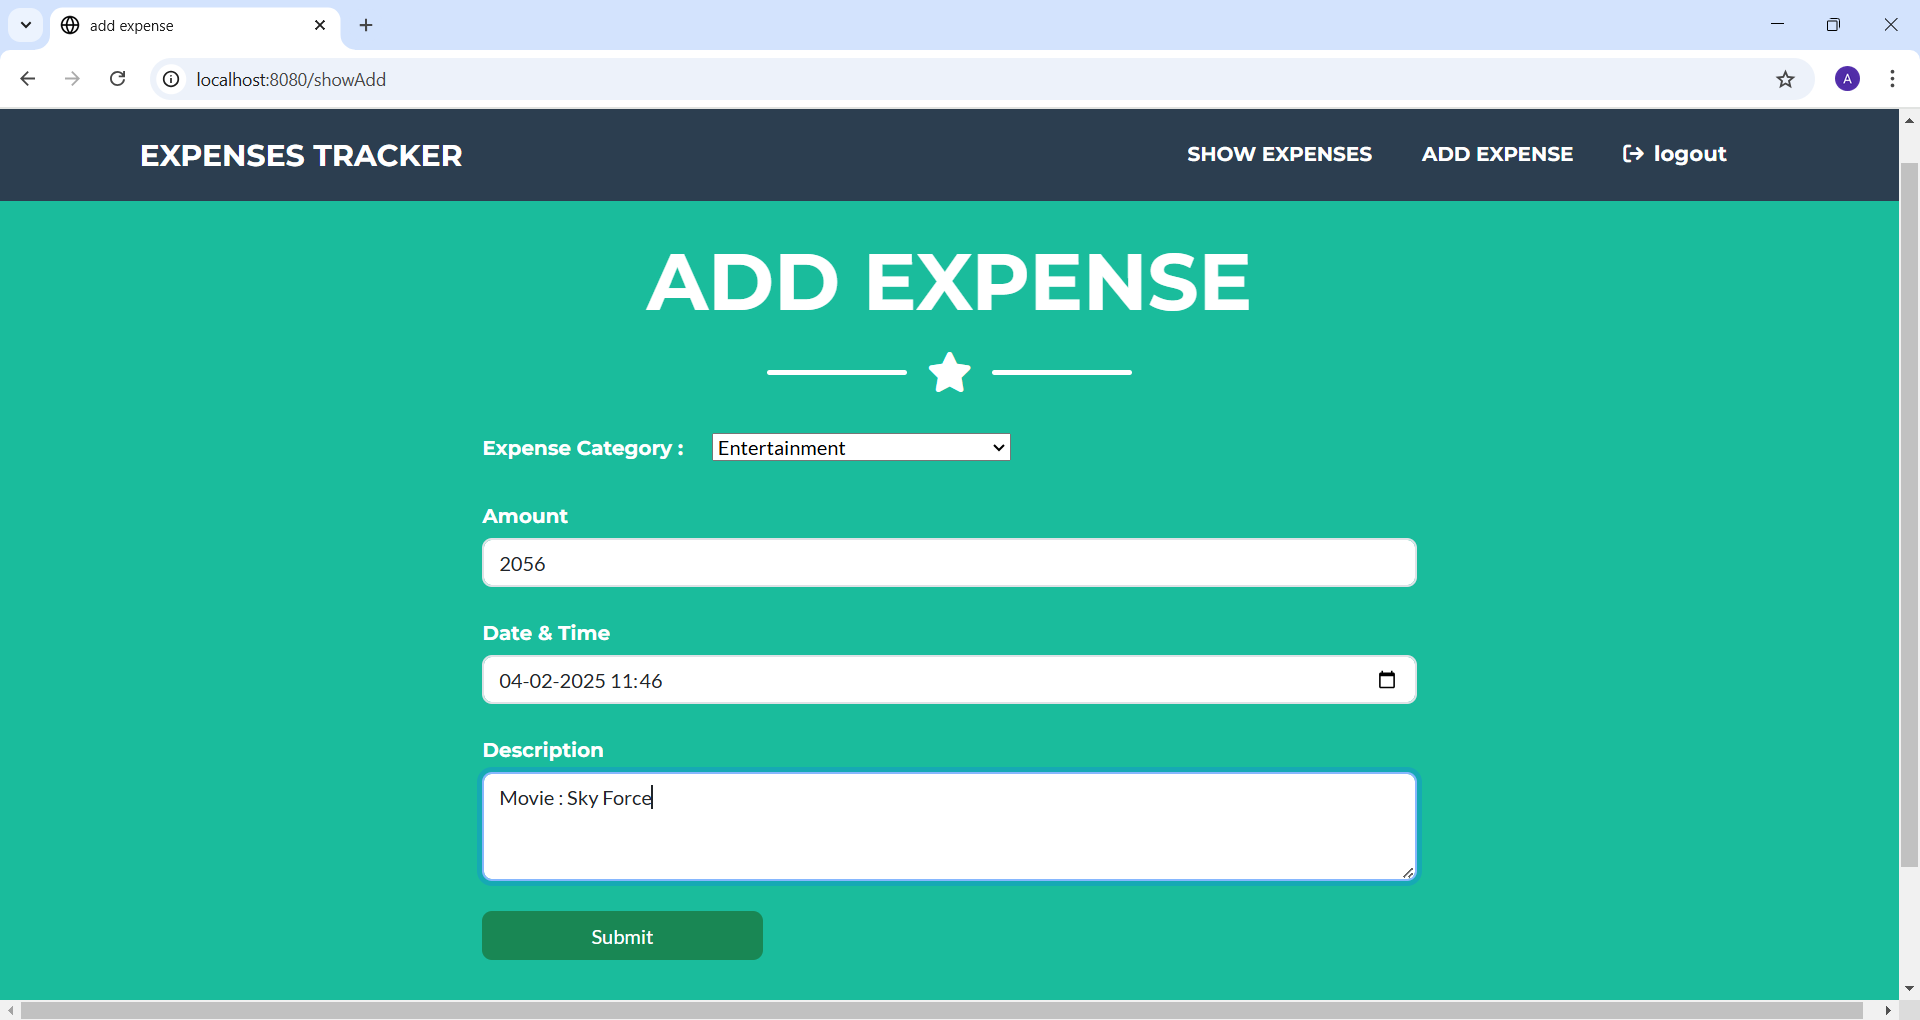 add expense
localhost:8080/showAdd
A
EXPENSES TRACKER
SHOW EXPENSES
ADD EXPENSE
logout
ADD EXPENSE
Expense Category :
Entertainment
Amount
2056
Date & Time
04-02-2025 11:46
Description
Movie : Sky Force
Submit